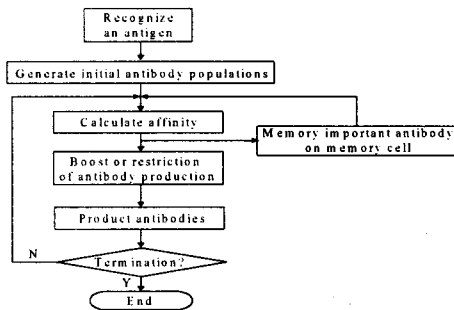 Recognize
an antigen
Generate initial antibody populations
Calculate affinity
Memory important antibody
on memory cell
Boost or restriction
of antibody production
Product antibodies
N
Termination?
Y
End